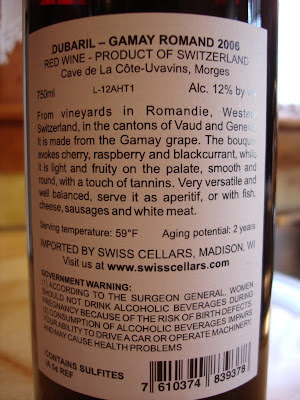 DUBARIL – GAMAY ROMAND 2006
RED WINE - PRODUCT OF SWITZERLAND
Cave de La Côte-Uvavins, Morges
750ml L-12AHT1 Alc. 12% by
From vineyards in Romandie,
Switzerland, in the cantons of Vaud and
It is made from the Gamay grape. The
evokes cherry, raspberry and blackcurrant,
it is light and fruity on the palate, smooth and
round, with a touch of tannins. Very versatile and
well balanced, serve it as aperitif, or with fish,
cheese, sausages and white meat.
Serving temperature: 59°F Aging potential: 2 years
IMPORTED BY SWISS CELLARS, MADISON, WI
Visit us at www.swisscellars.com
GOVERNMENT WARNING:
(1) ACCORDING TO THE SURGEON GENERAL, WOMEN
SHOULD NOT DRINK ALCOHOLIC BEVERAGES DURING
PREGNANCY BECAUSE OF THE RISK OF BIRTH DEFECTS.
(2) CONSUMPTION OF ALCOHOLIC BEVERAGES IMPAIRS
YOUR ABILITY TO DRIVE A CAR OR OPERATE MACHINERY,
AND MAY CAUSE HEALTH PROBLEMS
CONTAINS SULFITES
REF
7 610374 839378